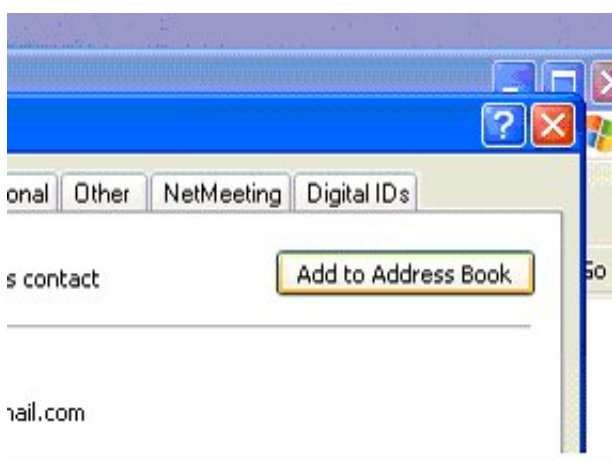 onal Other NetMeeting Digital IDs
s contact Add to Address Book
Go
nail.com